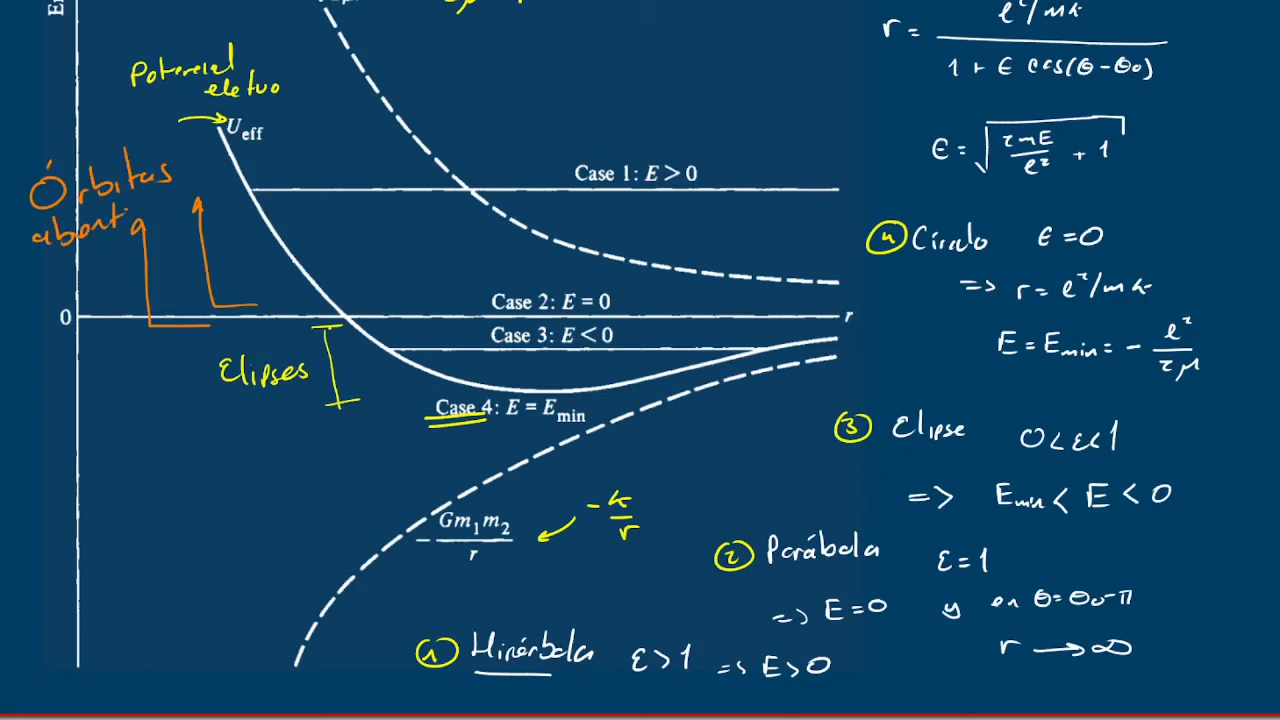 Potencial
efetivo
U_eff
Órbitas
abert
Case 1: E > 0
Case 2: E = 0
0
r
Case 3: E < 0
Elipses
Case 4: E = E_min
- Gm₁m₂ / r
- k / r
r = ℓ²/mk / 1 + ε cos(θ - θ₀)
ε = √(2mE/ℓ² + 1)
④ Círculo ε = 0
=> r = ℓ²/mk
E = E_min = - ℓ² / 2μ
③ Elipse 0 < ε < 1
=> E_min < E < 0
② Parábola ε = 1
=> E = 0 y en θ = θ₀ - π
r → ∞
① Hipérbola ε > 1 => E > 0